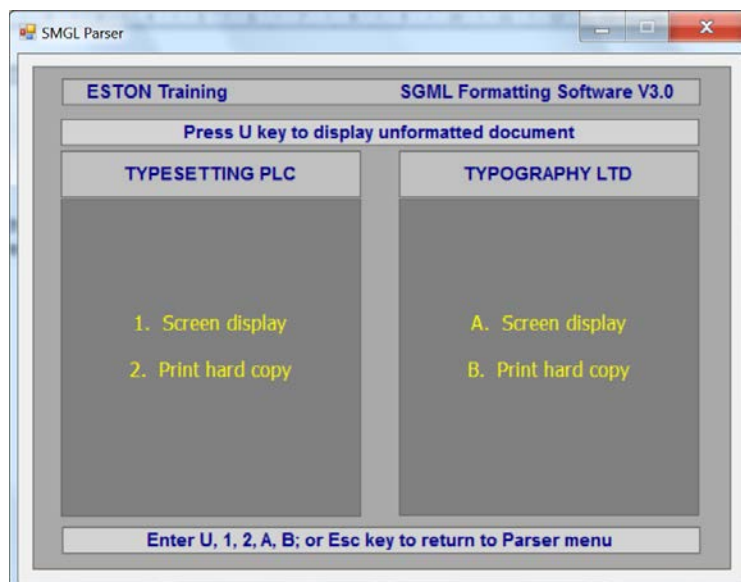 SMGL Parser
ESTON Training SGML Formatting Software V3.0
Press U key to display unformatted document
TYPESETTING PLC
1. Screen display
2. Print hard copy
TYPOGRAPHY LTD
A. Screen display
B. Print hard copy
Enter U, 1, 2, A, B; or Esc key to return to Parser menu